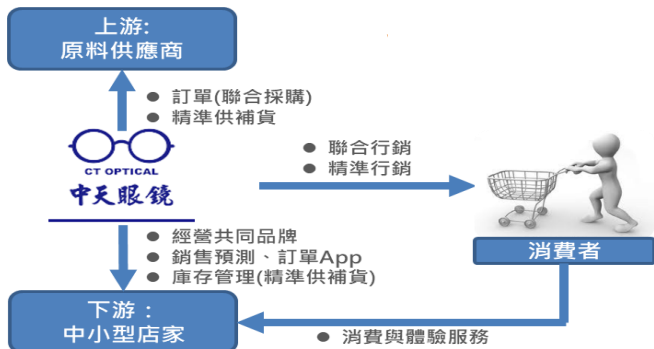 上游:
原料供應商
● 訂單(聯合採購)
● 精準供補貨
CT OPTICAL
中天眼鏡
● 聯合行銷
● 精準行銷
消費者
● 經營共同品牌
● 銷售預測、訂單App
● 庫存管理(精準供補貨)
下游：
中小型店家
● 消費與體驗服務